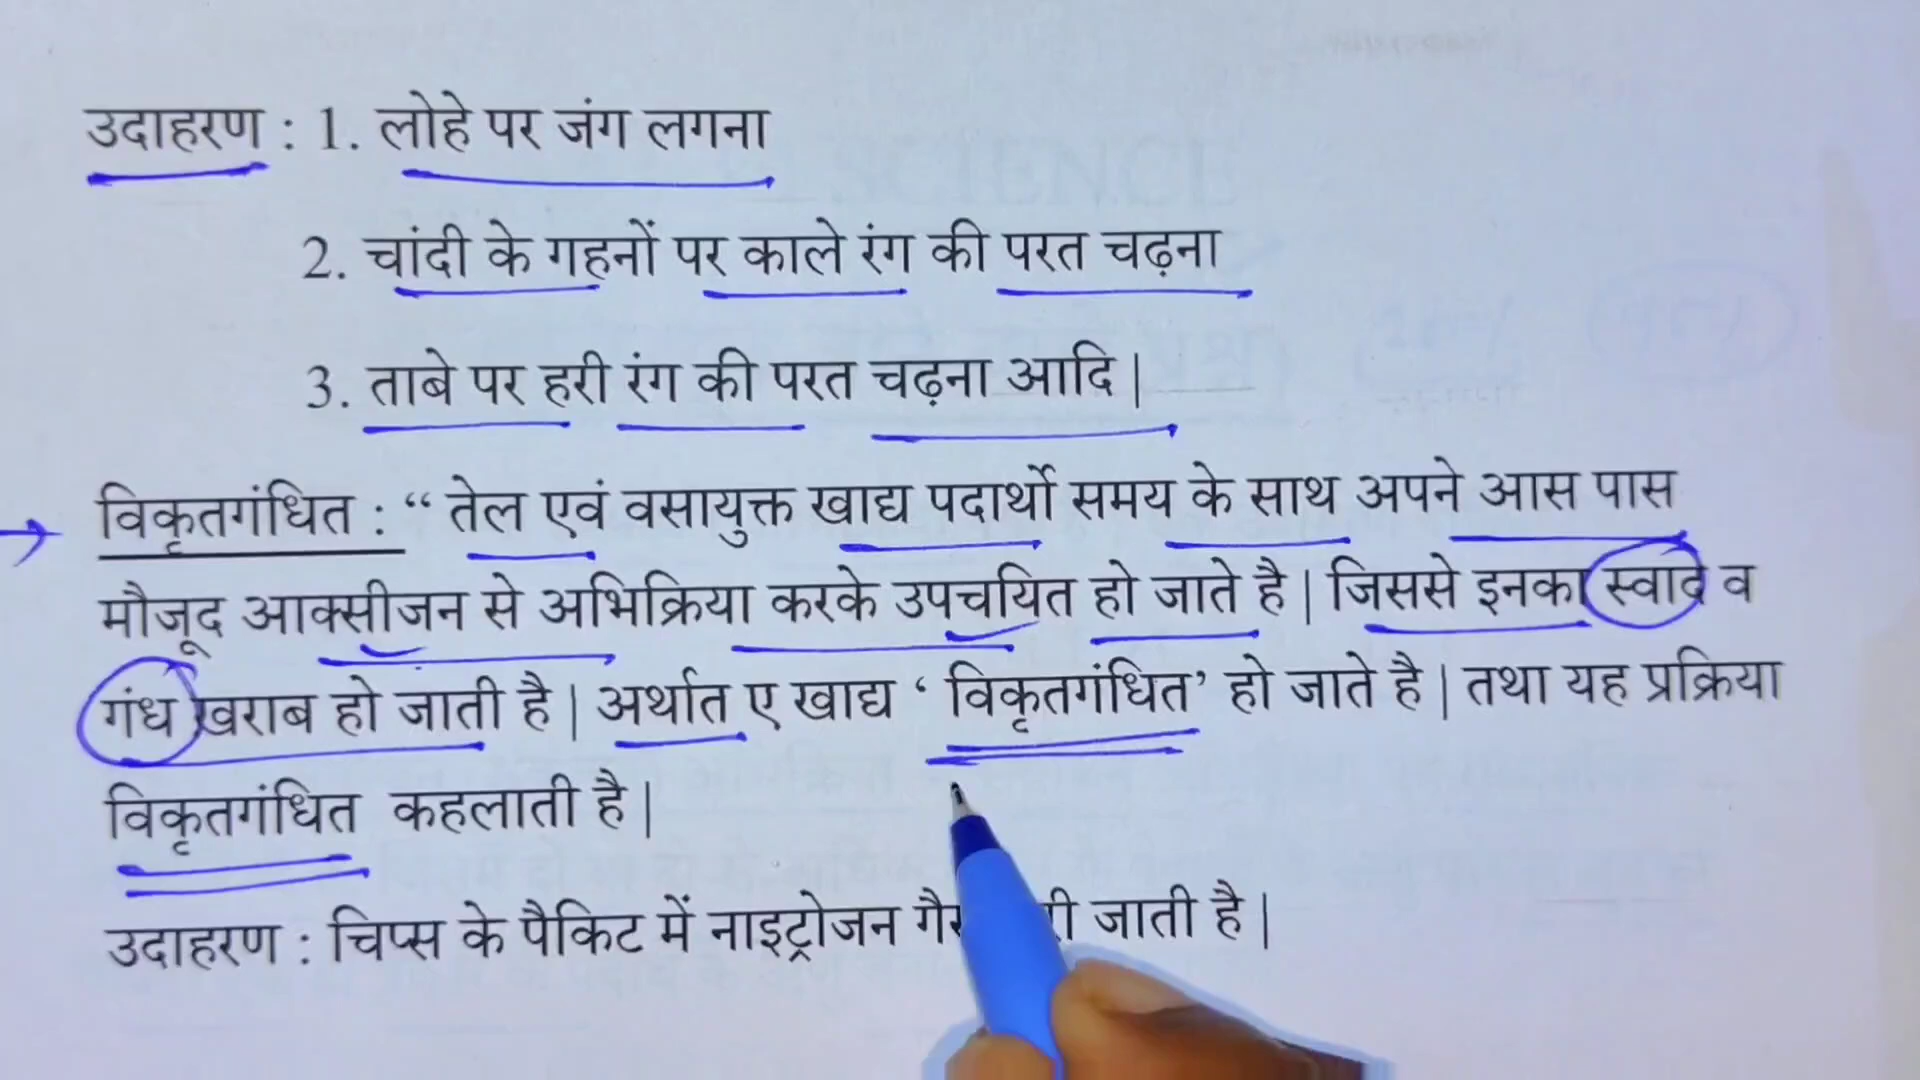 उदाहरण : 1. लोहे पर जंग लगना
2. चांदी के गहनों पर काले रंग की परत चढ़ना
3. ताबे पर हरी रंग की परत चढ़ना आदि |
विकृतगंधित : “ तेल एवं वसायुक्त खाद्य पदार्थो समय के साथ अपने आस पास
मौजूद आक्सीजन से अभिक्रिया करके उपचयित हो जाते है | जिससे इनका स्वाद व
गंध खराब हो जाती है | अर्थात ए खाद्य ‘ विकृतगंधित’ हो जाते है | तथा यह प्रक्रिया
विकृतगंधित कहलाती है |
उदाहरण : चिप्स के पैकिट में नाइट्रोजन जाती है |